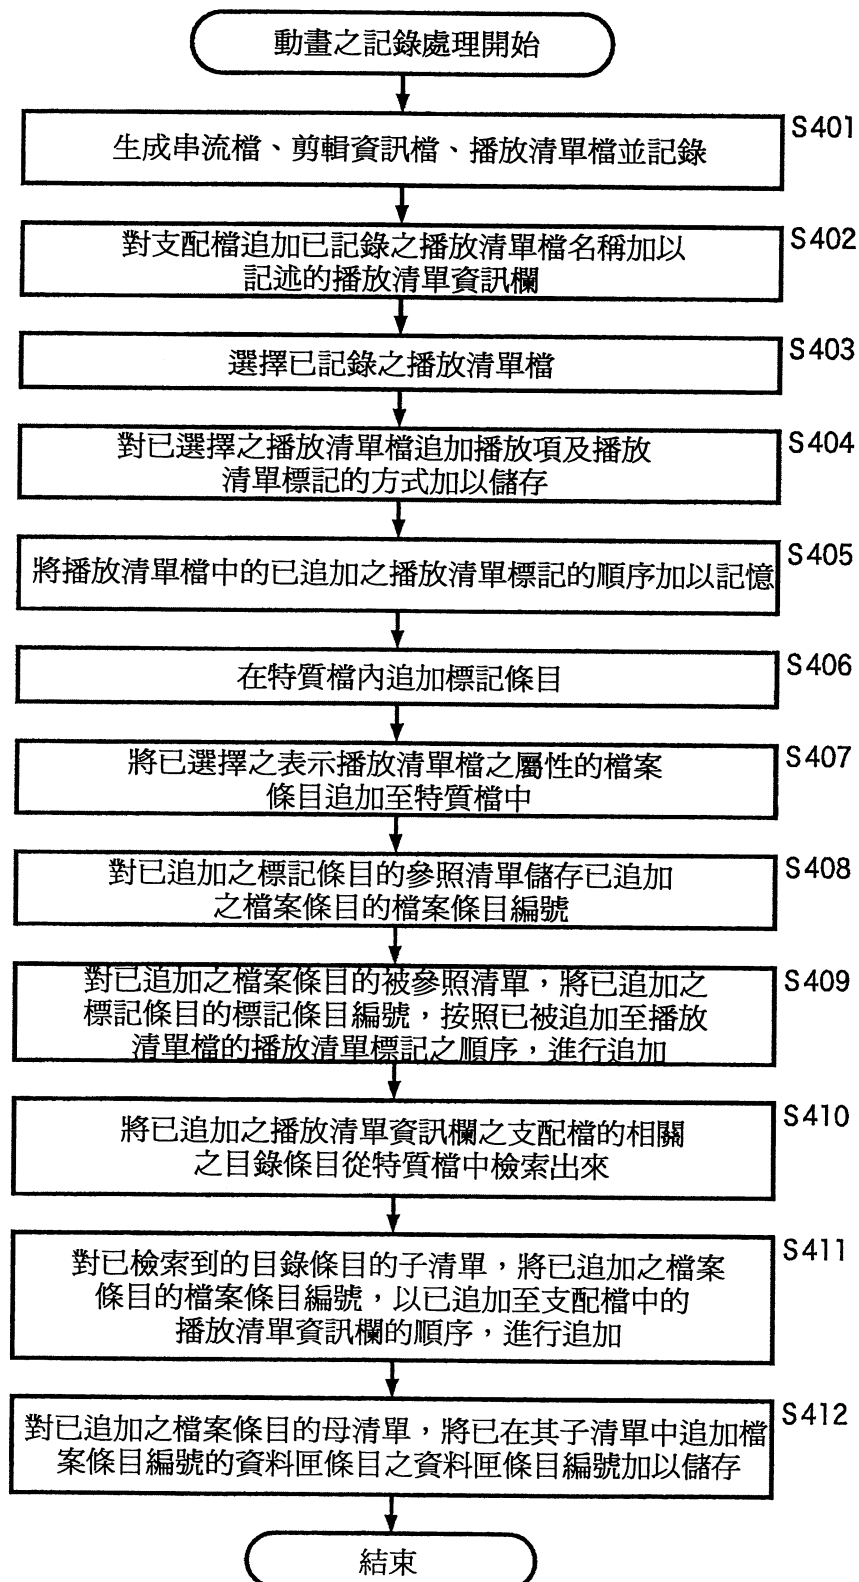 動畫之記錄處理開始
S401
生成串流檔、剪輯資訊檔、播放清單檔並記錄
S402
對支配檔追加已記錄之播放清單檔名稱加以
記述的播放清單資訊欄
S403
選擇已記錄之播放清單檔
S404
對已選擇之播放清單檔追加播放項及播放
清單標記的方式加以儲存
S405
將播放清單檔中的已追加之播放清單標記的順序加以記憶
S406
在特質檔內追加標記條目
S407
將已選擇之表示播放清單檔之屬性的檔案
條目追加至特質檔中
S408
對已追加之標記條目的參照清單儲存已追加
之檔案條目的檔案條目編號
S409
對已追加之檔案條目的被參照清單，將已追加之
標記條目的標記條目編號，按照已被追加至播放
清單檔的播放清單標記之順序，進行追加
S410
將已追加之播放清單資訊欄之支配檔的相關
之目錄條目從特質檔中檢索出來
S411
對已檢索到的目錄條目的子清單，將已追加之檔案
條目的檔案條目編號，以已追加至支配檔中的
播放清單資訊欄的順序，進行追加
S412
對已追加之檔案條目的母清單，將已在其子清單中追加檔
案條目編號的資料匣條目之資料匣條目編號加以儲存
結束